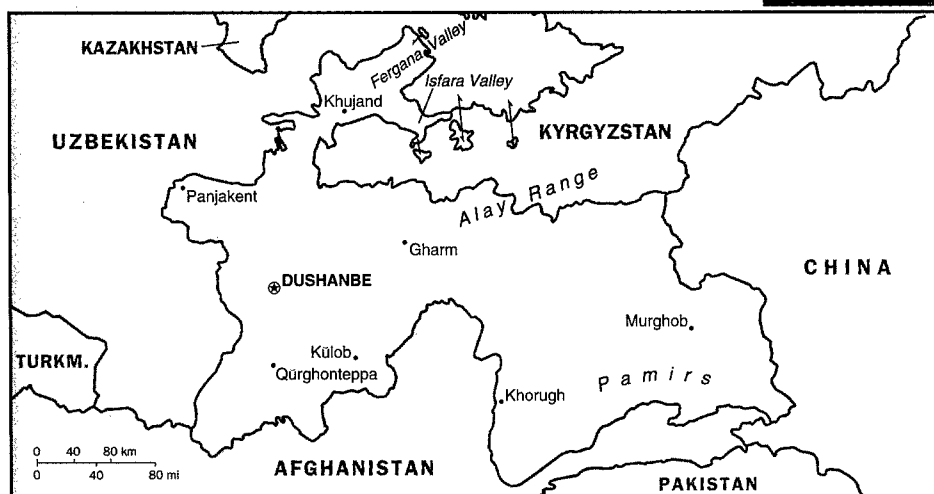 KAZAKHSTAN
Fergana Valley
Isfara Valley
Khujand
UZBEKISTAN
KYRGYZSTAN
Panjakent
Alay Range
Gharm
CHINA
DUSHANBE
Murghob
TURKM.
Kŭlob
Qŭrghonteppa
Pamirs
Khorugh
0 40 80 km
0 40 80 mi
AFGHANISTAN
PAKISTAN